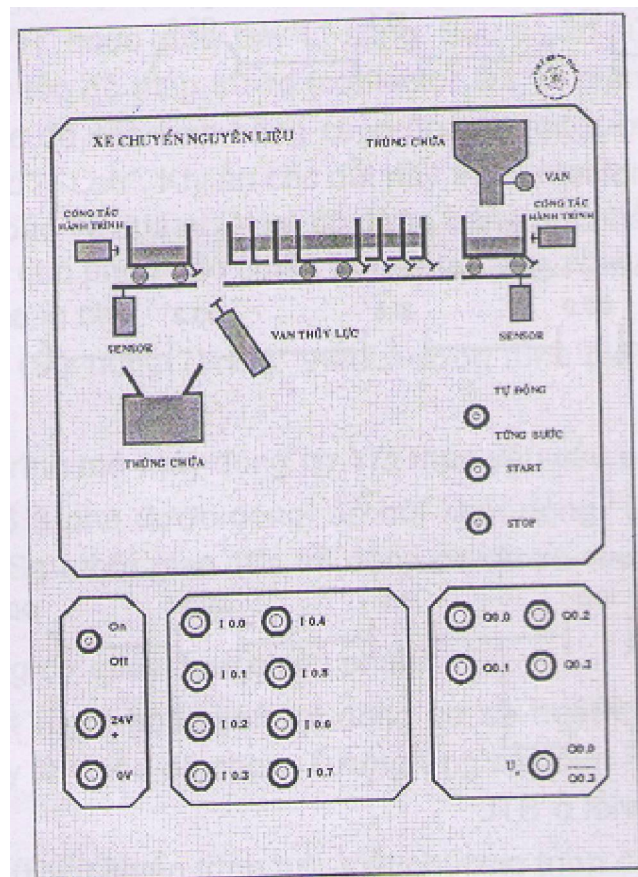 XE CHUYỂN NGUYÊN LIỆU
THÙNG CHỨA
VAN
CÔNG TẮC
HÀNH TRÌNH
CÔNG TẮC
HÀNH TRÌNH
SENSOR
VAN THỦY LỰC
SENSOR
THÙNG CHỨA
TỰ ĐỘNG
TỪNG BƯỚC
START
STOP
On
Off
24V
+
0V
I 0.0
I 0.4
I 0.1
I 0.5
I 0.2
I 0.6
I 0.3
I 0.7
Q0.0
Q0.2
Q0.1
Q0.3
Q0.0
Q0.3